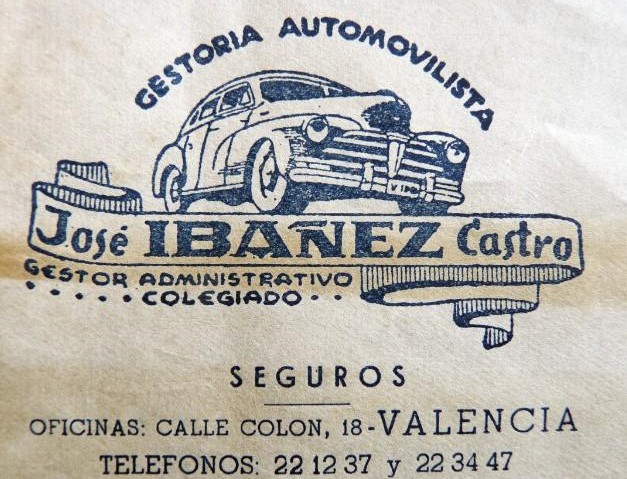 GESTORIA AUTOMOVILISTA
José IBAÑEZ Castro
GESTOR ADMINISTRATIVO
COLEGIADO
SEGUROS
OFICINAS: CALLE COLON, 18 - VALENCIA
TELEFONOS: 22 12 37 y 22 34 47